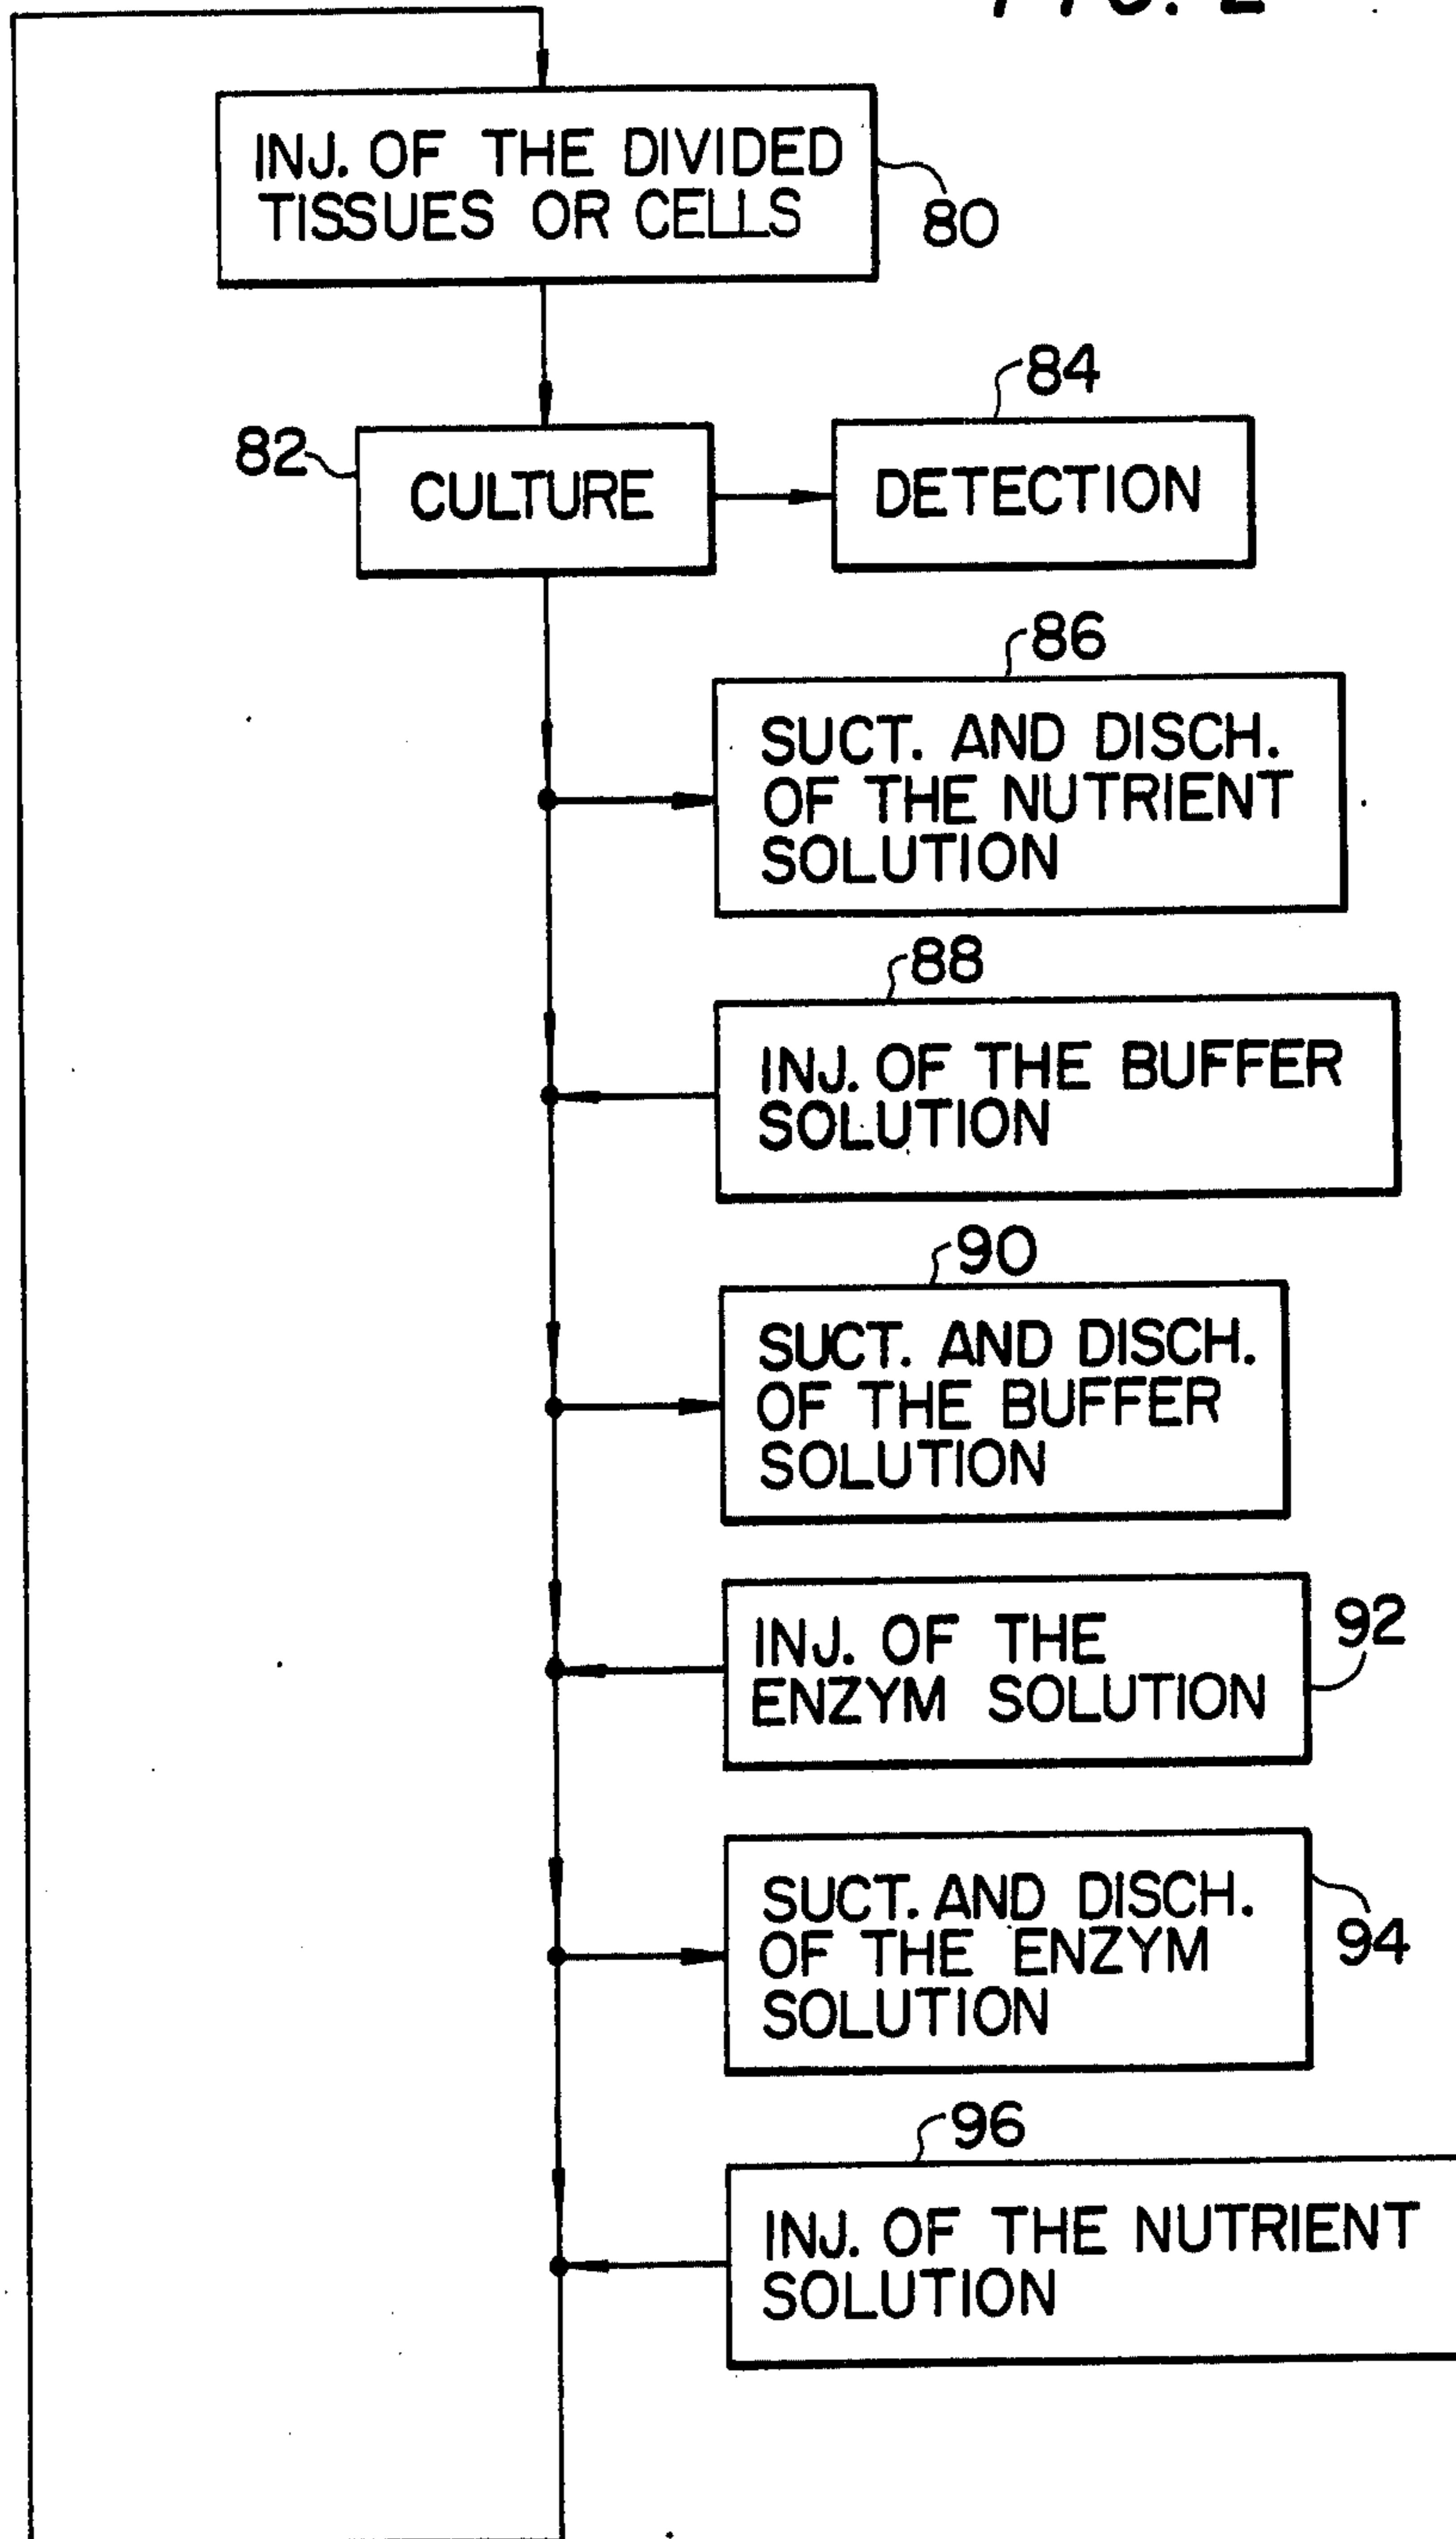 FIG. 2
INJ. OF THE DIVIDED
TISSUES OR CELLS
80
84
82
CULTURE
DETECTION
86
SUCT. AND DISCH.
OF THE NUTRIENT
SOLUTION
88
INJ. OF THE BUFFER
SOLUTION
90
SUCT. AND DISCH.
OF THE BUFFER
SOLUTION
92
INJ. OF THE
ENZYM SOLUTION
SUCT. AND DISCH.
OF THE ENZYM
SOLUTION
94
96
INJ. OF THE NUTRIENT
SOLUTION